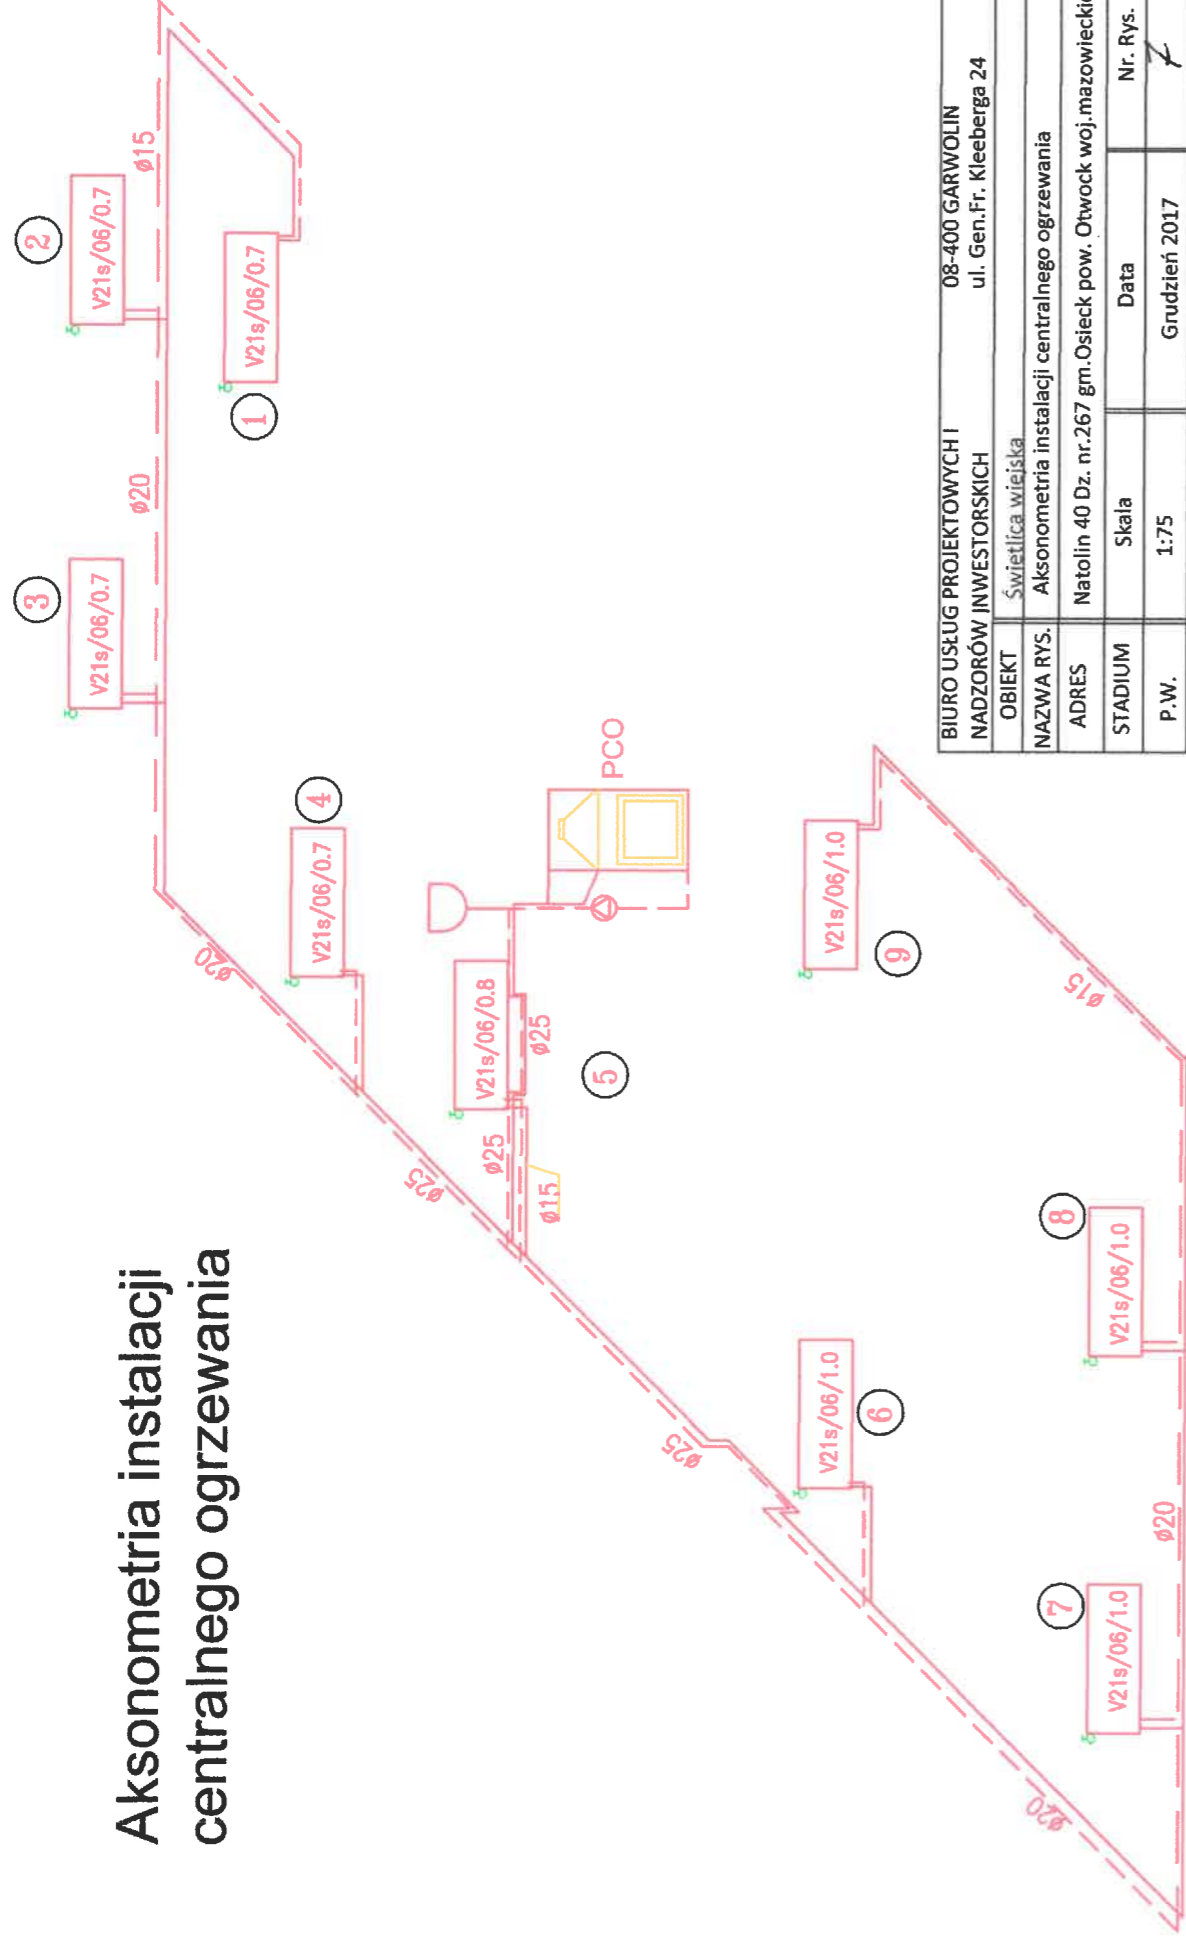 Aksonometria instalacji
centralnego ogrzewania
1
V21s/06/0.7
2
V21s/06/0.7
ø15
3
V21s/06/0.7
ø20
4
V21s/06/0.7
ø20
ø25
5
V21s/06/0.8
ø25
ø25
ø15
PCO
6
V21s/06/1.0
ø25
ø20
7
V21s/06/1.0
ø20
8
V21s/06/1.0
9
V21s/06/1.0
ø15
BIURO USŁUG PROJEKTOWYCH I 08-400 GARWOLIN
NADZORÓW INWESTORSKICH ul. Gen.Fr. Kleeberga 24
OBIEKT Świetlica wiejska
NAZWA RYS. Aksonometria instalacji centralnego ogrzewania
ADRES Natolin 40 Dz. nr.267 gm.Osieck pow. Otwock woj.mazowieckie
STADIUM Skala Data Nr. Rys.
P.W. 1:75 Grudzień 2017 7